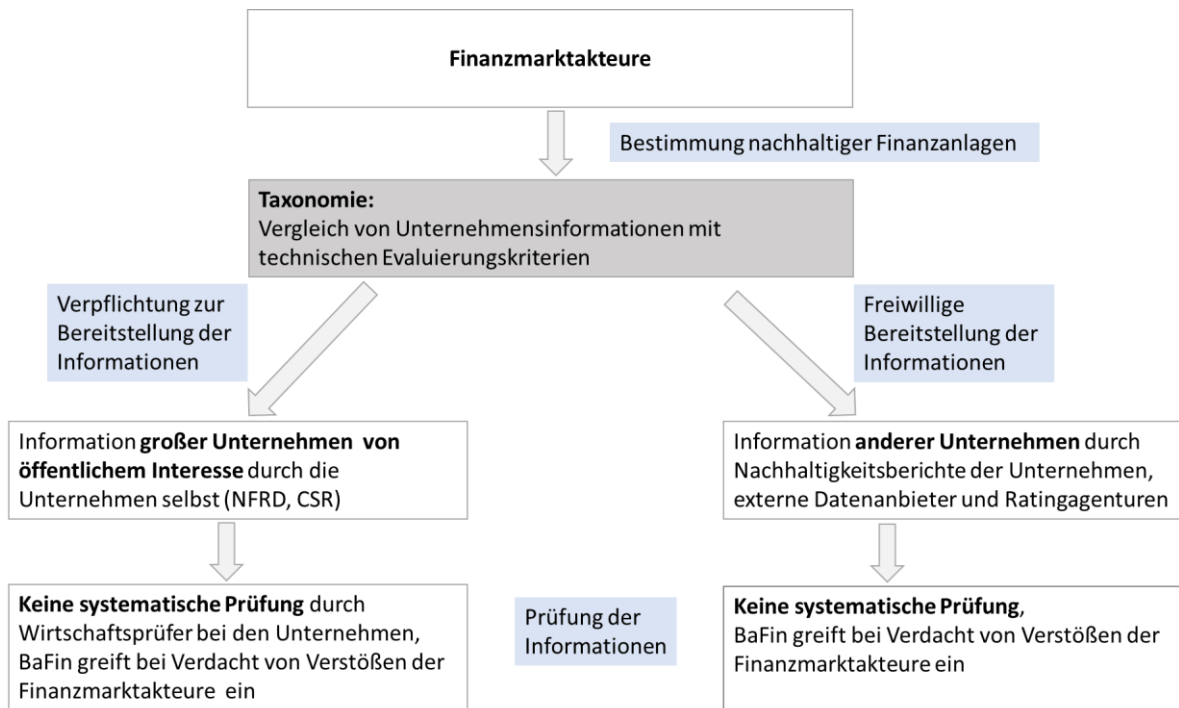 Finanzmarktakteure
Bestimmung nachhaltiger Finanzanlagen
Taxonomie:
Vergleich von Unternehmensinformationen mit
technischen Evaluierungskriterien
Verpflichtung zur
Bereitstellung der
Informationen
Freiwillige
Bereitstellung der
Informationen
Information großer Unternehmen von
öffentlichem Interesse durch die
Unternehmen selbst (NFRD, CSR)
Information anderer Unternehmen durch
Nachhaltigkeitsberichte der Unternehmen,
externe Datenanbieter und Ratingagenturen
Keine systematische Prüfung durch
Wirtschaftsprüfer bei den Unternehmen,
BaFin greift bei Verdacht von Verstößen der
Finanzmarktakteure ein
Prüfung der
Informationen
Keine systematische Prüfung,
BaFin greift bei Verdacht von Verstößen der
Finanzmarktakteure ein